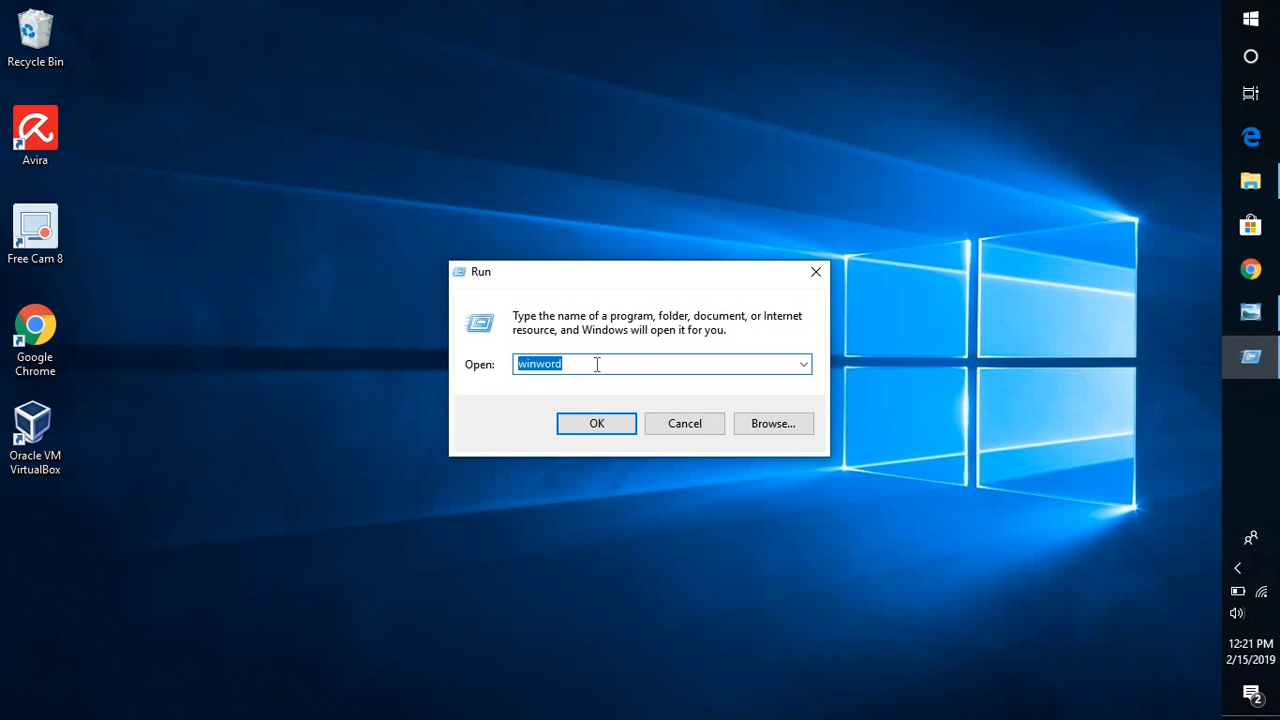 Recycle Bin
Avira
Free Cam 8
Google
Chrome
Oracle VM
VirtualBox
Run
Type the name of a program, folder, document, or Internet
resource, and Windows will open it for you.
Open: winword
OK Cancel Browse...
12:21 PM
2/15/2019
2